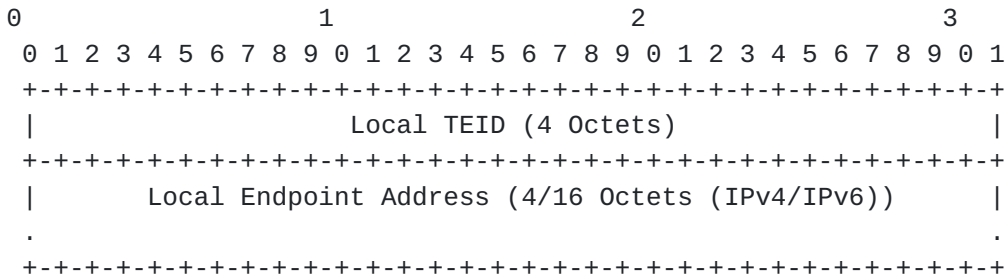 0                   1                   2                   3
 0 1 2 3 4 5 6 7 8 9 0 1 2 3 4 5 6 7 8 9 0 1 2 3 4 5 6 7 8 9 0 1
 +-+-+-+-+-+-+-+-+-+-+-+-+-+-+-+-+-+-+-+-+-+-+-+-+-+-+-+-+-+-+-+
 |                    Local TEID (4 Octets)                    |
 +-+-+-+-+-+-+-+-+-+-+-+-+-+-+-+-+-+-+-+-+-+-+-+-+-+-+-+-+-+-+-+
 |       Local Endpoint Address (4/16 Octets (IPv4/IPv6))      |
 .                                                             .
 +-+-+-+-+-+-+-+-+-+-+-+-+-+-+-+-+-+-+-+-+-+-+-+-+-+-+-+-+-+-+-+